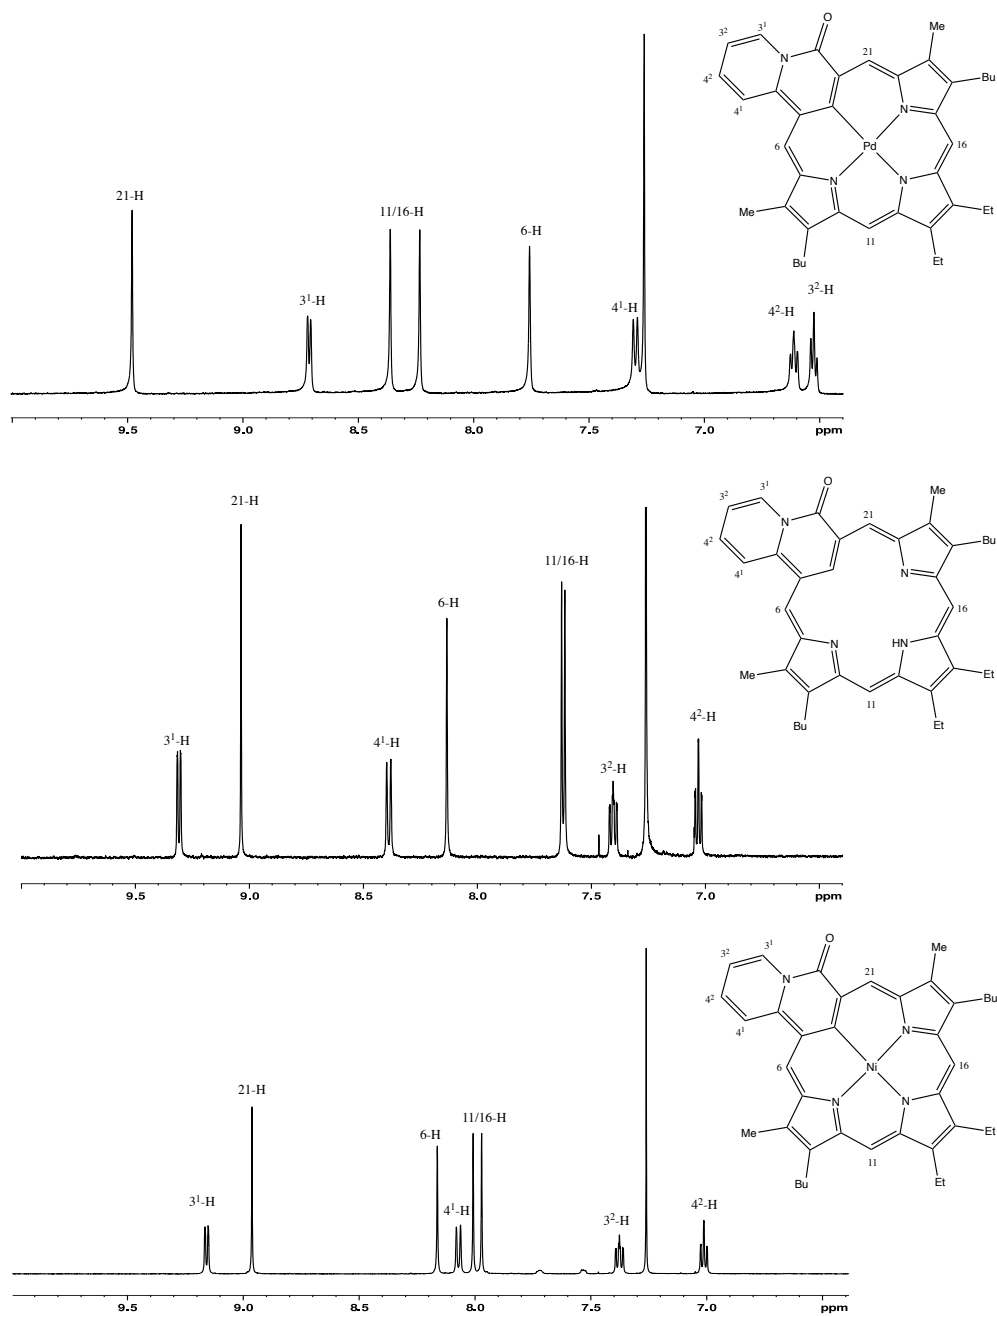 O
3²
3¹
N
21
Me
4²
Bu
4¹
N
6
Pd
16
N
N
Me
Et
11
Bu
Et
21-H
11/16-H
6-H
3¹-H
4¹-H
4²-H
3²-H
9.5 9.0 8.5 8.0 7.5 7.0 ppm
O
3²
3¹
N
21
Me
4²
Bu
4¹
N
6
16
N
HN
Me
Et
11
Bu
Et
21-H
11/16-H
6-H
3¹-H
4¹-H
3²-H
4²-H
9.5 9.0 8.5 8.0 7.5 7.0 ppm
O
3²
3¹
N
21
Me
4²
Bu
4¹
N
6
Ni
16
N
N
Me
Et
11
Bu
Et
21-H
6-H
11/16-H
3¹-H
4¹-H
3²-H
4²-H
9.5 9.0 8.5 8.0 7.5 7.0 ppm